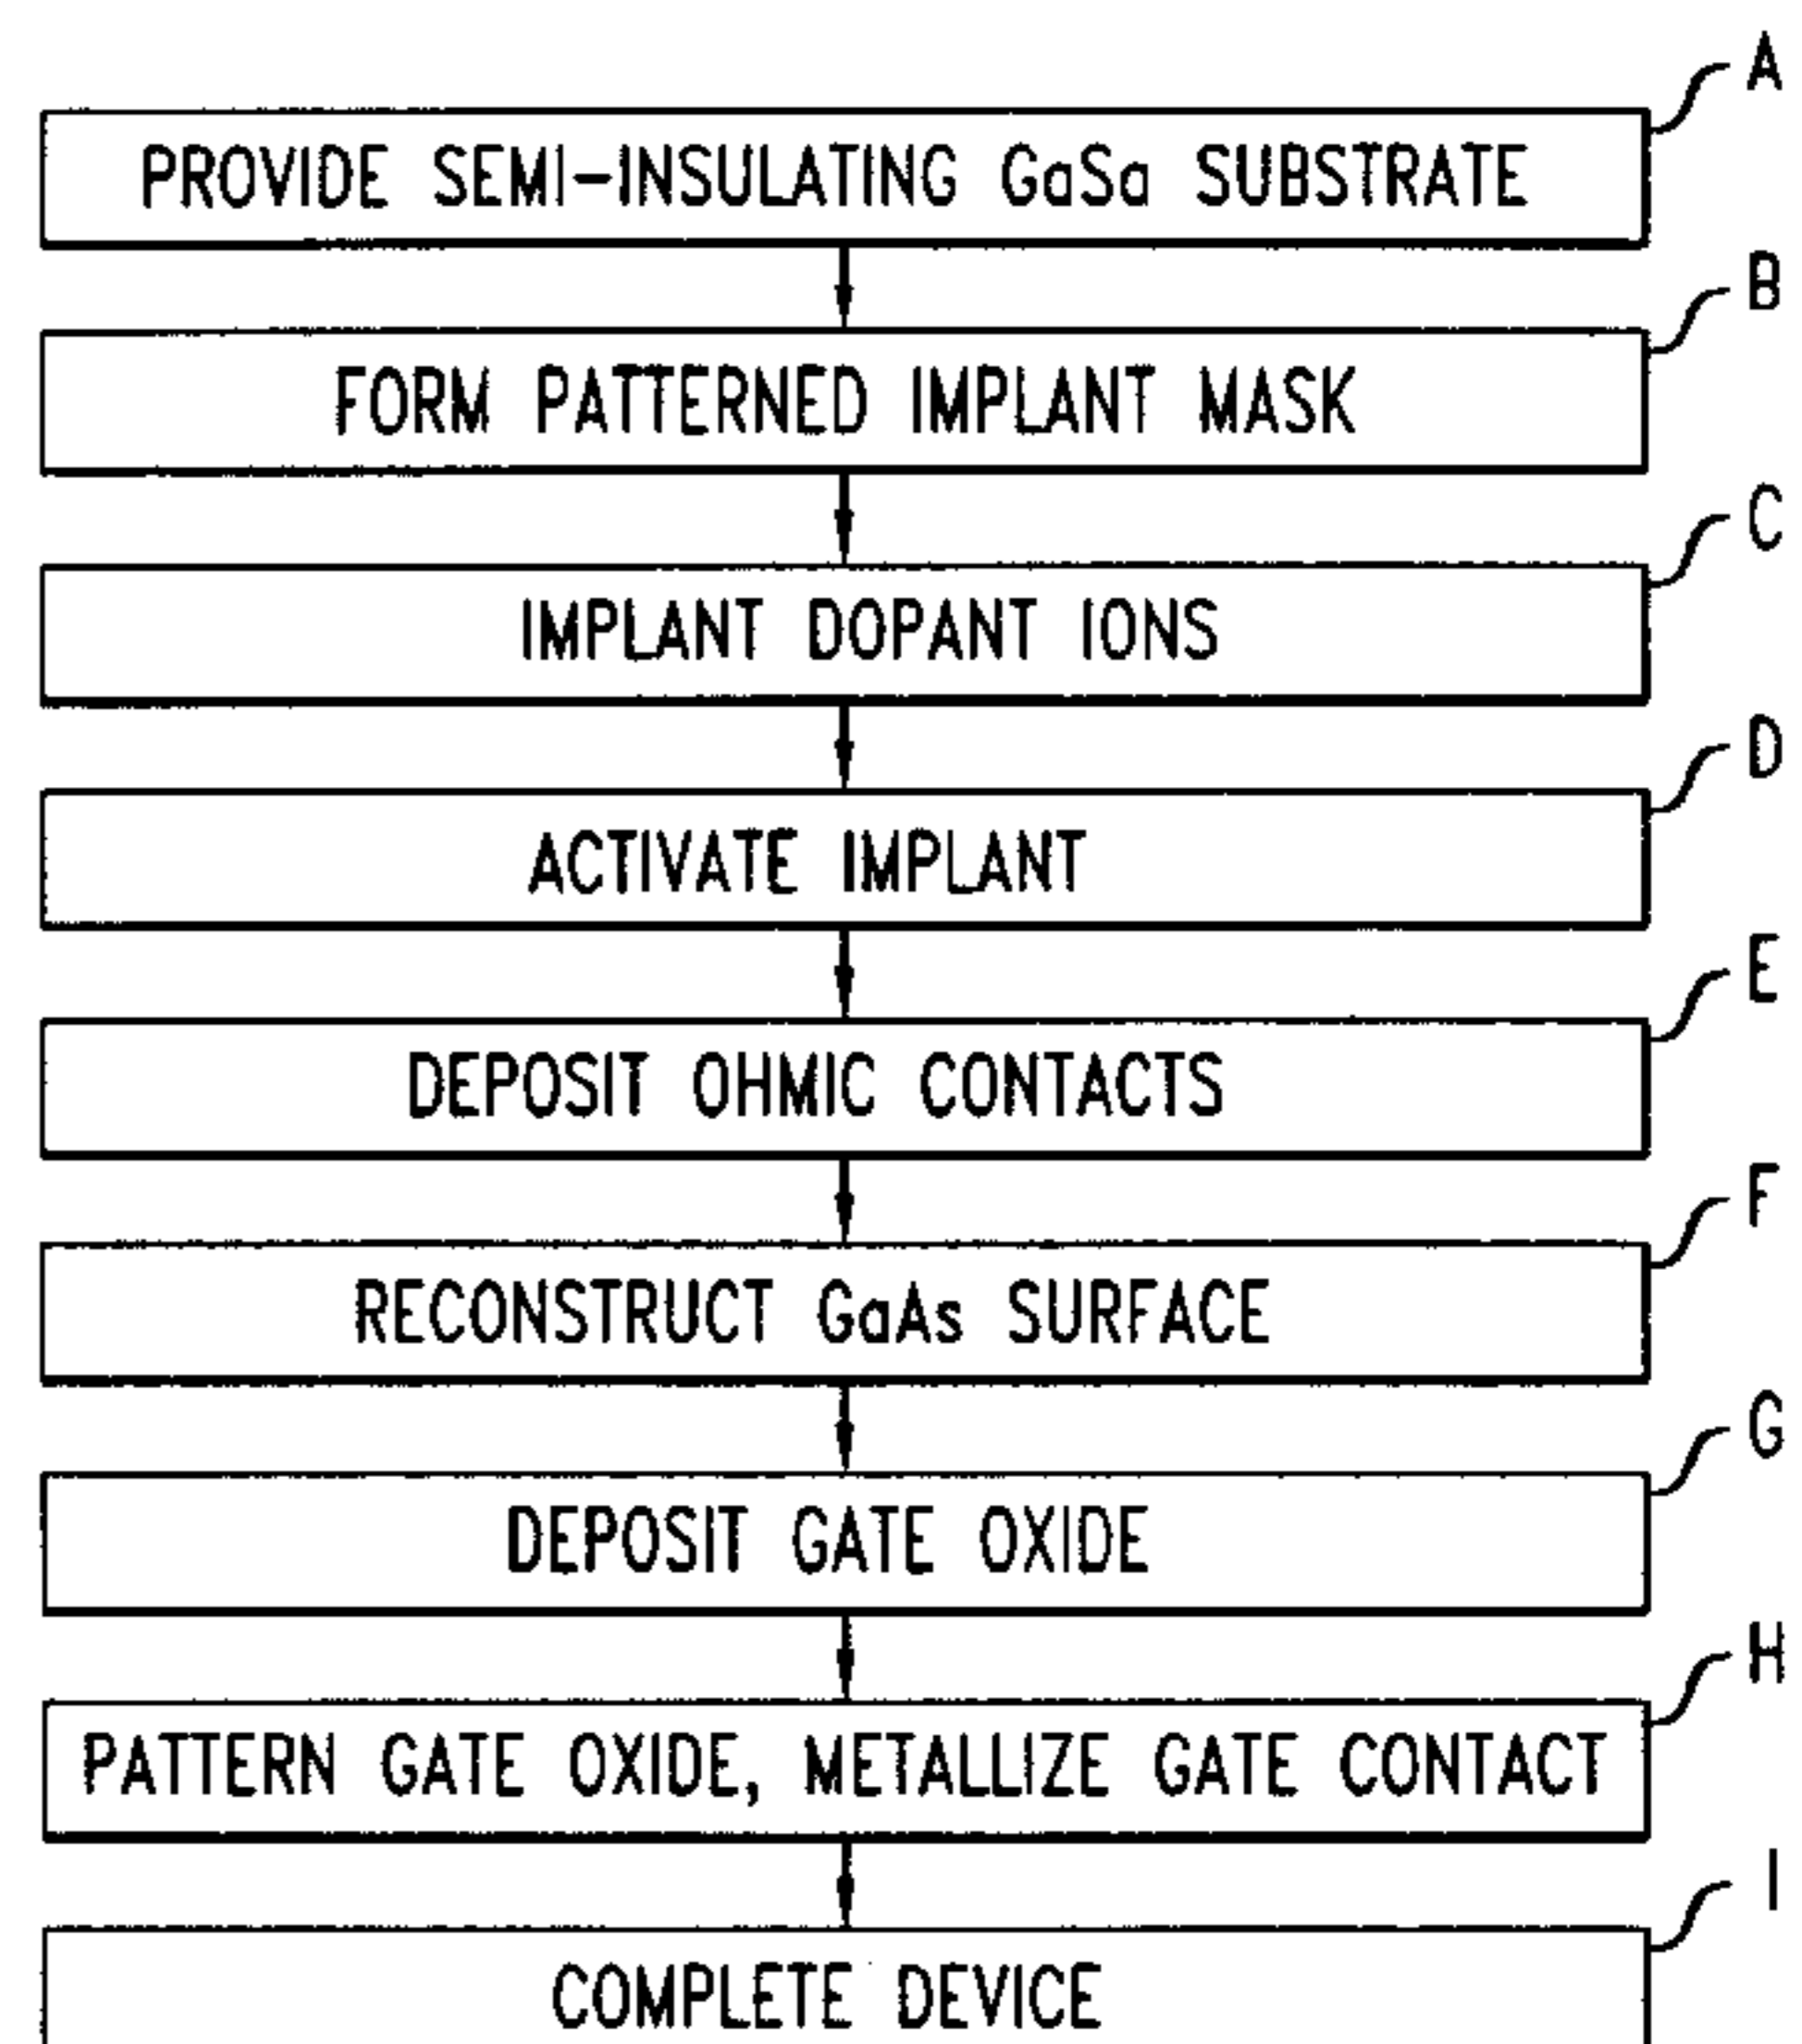 A
PROVIDE SEMI-INSULATING GaSa SUBSTRATE
B
FORM PATTERNED IMPLANT MASK
C
IMPLANT DOPANT IONS
D
ACTIVATE IMPLANT
E
DEPOSIT OHMIC CONTACTS
F
RECONSTRUCT GaAs SURFACE
G
DEPOSIT GATE OXIDE
H
PATTERN GATE OXIDE, METALLIZE GATE CONTACT
I
COMPLETE DEVICE